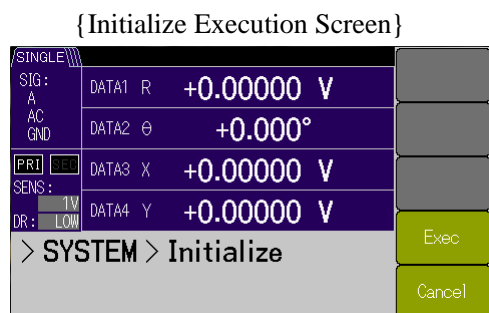 {Initialize Execution Screen}
SINGLE
SIG:
A
AC
GND
DATA1 R +0.00000 V
DATA2 θ +0.000°
PRI SEC
SENS:
1V
DR: LOW
DATA3 X +0.00000 V
DATA4 Y +0.00000 V
> SYSTEM > Initialize
Exec
Cancel